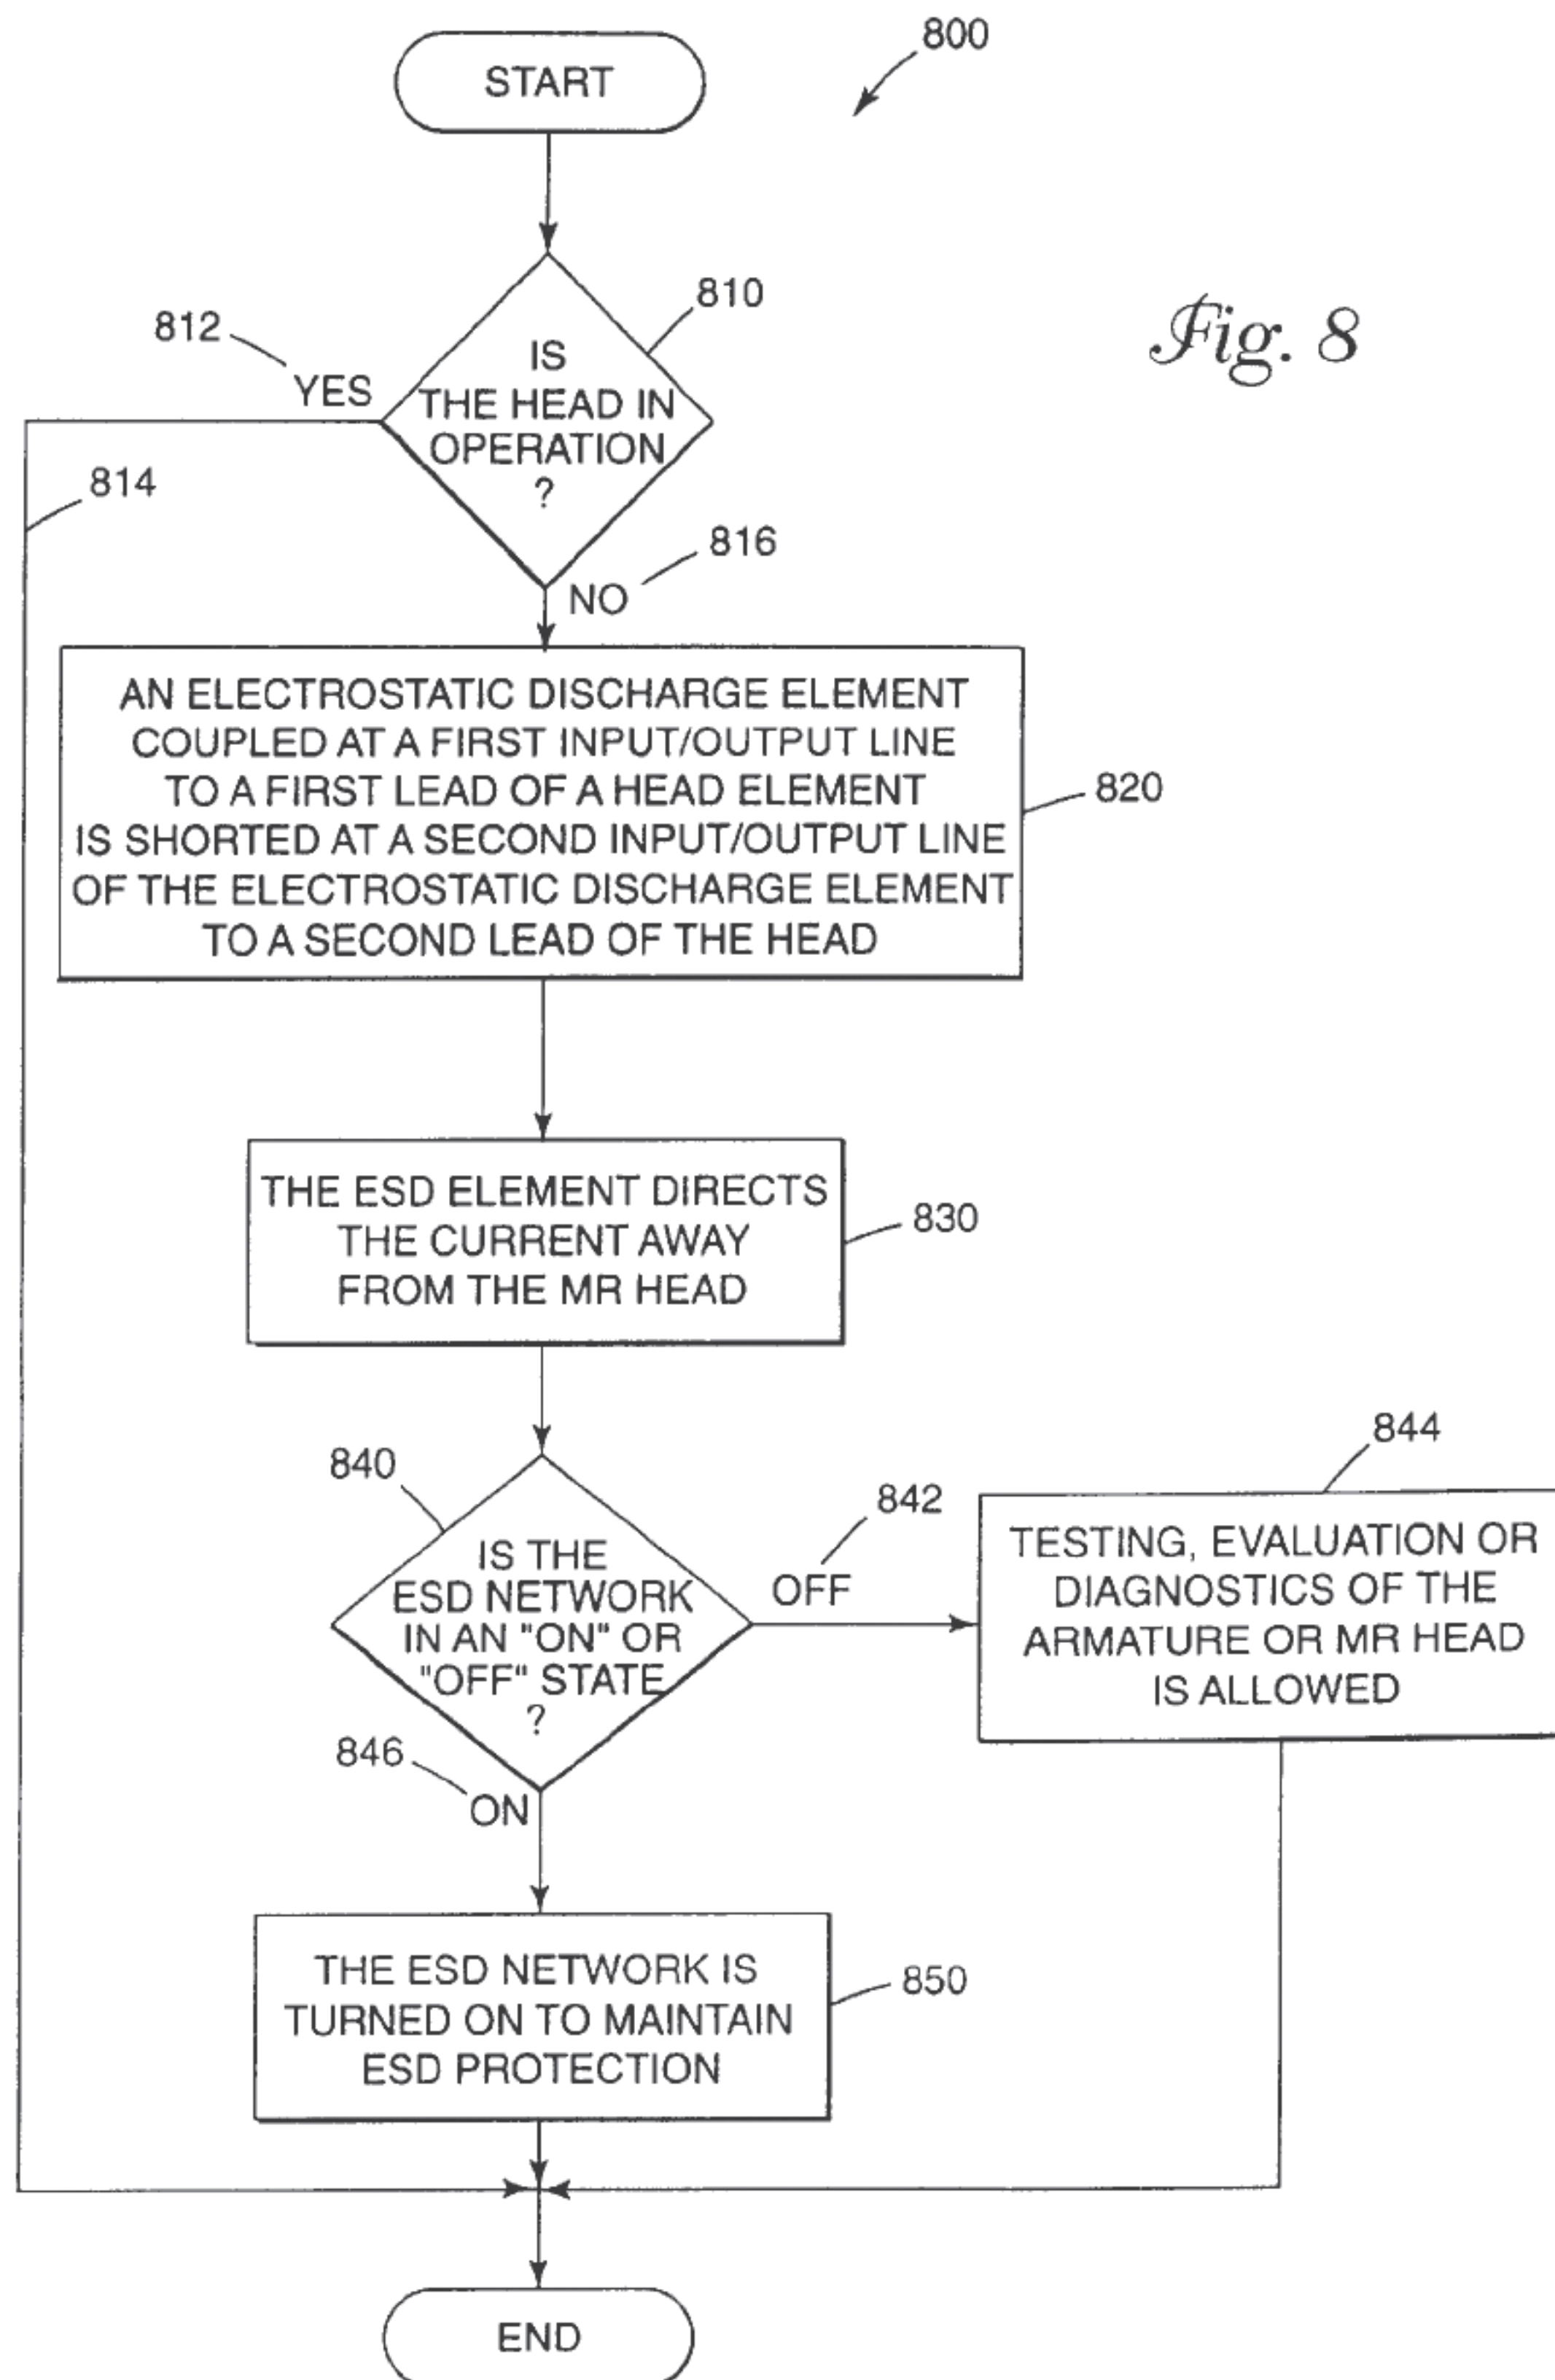 800
START
810
Fig. 8
812
IS
YES
THE HEAD IN
OPERATION
?
814
816
NO
AN ELECTROSTATIC DISCHARGE ELEMENT
COUPLED AT A FIRST INPUT/OUTPUT LINE
TO A FIRST LEAD OF A HEAD ELEMENT
IS SHORTED AT A SECOND INPUT/OUTPUT LINE
OF THE ELECTROSTATIC DISCHARGE ELEMENT
TO A SECOND LEAD OF THE HEAD
820
THE ESD ELEMENT DIRECTS
THE CURRENT AWAY
FROM THE MR HEAD
830
840
IS THE
ESD NETWORK
IN AN "ON" OR
"OFF" STATE
?
842
OFF
844
TESTING, EVALUATION OR
DIAGNOSTICS OF THE
ARMATURE OR MR HEAD
IS ALLOWED
846
ON
THE ESD NETWORK IS
TURNED ON TO MAINTAIN
ESD PROTECTION
850
END